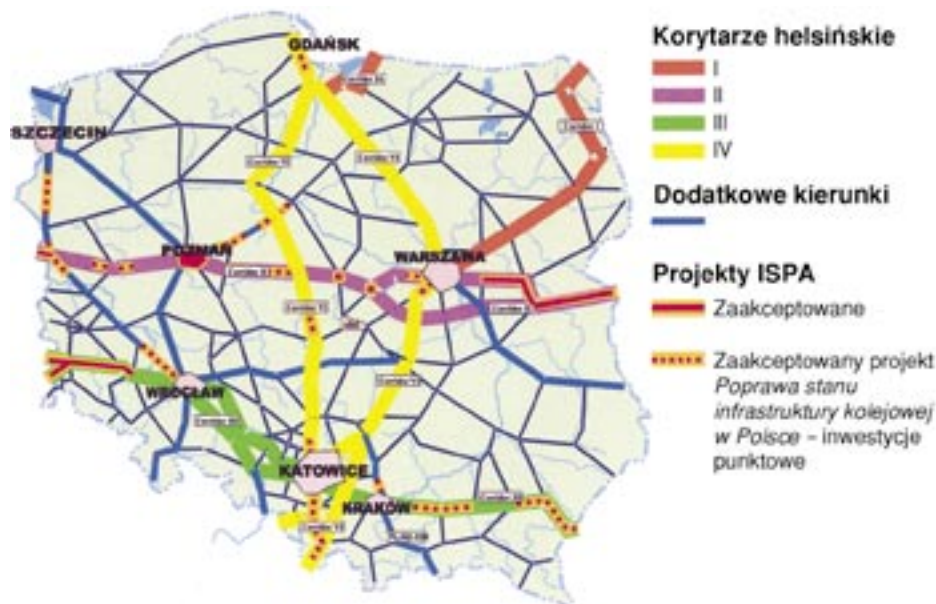 GDAŃSK
SZCZECIN
POZNAŃ
WARSZAWA
WROCŁAW
KATOWICE
KRAKÓW
Korytarze helsińskie
I
II
III
IV
Dodatkowe kierunki
Projekty ISPA
Zaakceptowane
Zaakceptowany projekt
Poprawa stanu
infrastruktury kolejowej
w Polsce – inwestycje
punktowe